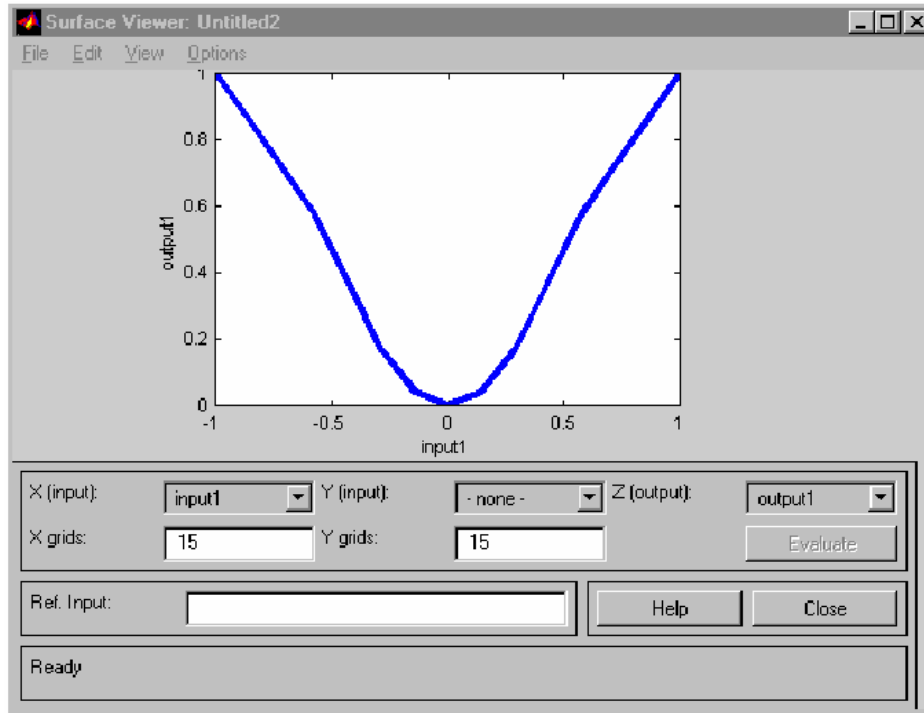 Surface Viewer: Untitled2
File Edit View Options
1
0.8
0.6
0.4
0.2
0
output1
-1 -0.5 0 0.5 1
input1
X (input): input1 Y (input): - none - Z (output): output1
X grids: 15 Y grids: 15 Evaluate
Ref. Input: Help Close
Ready